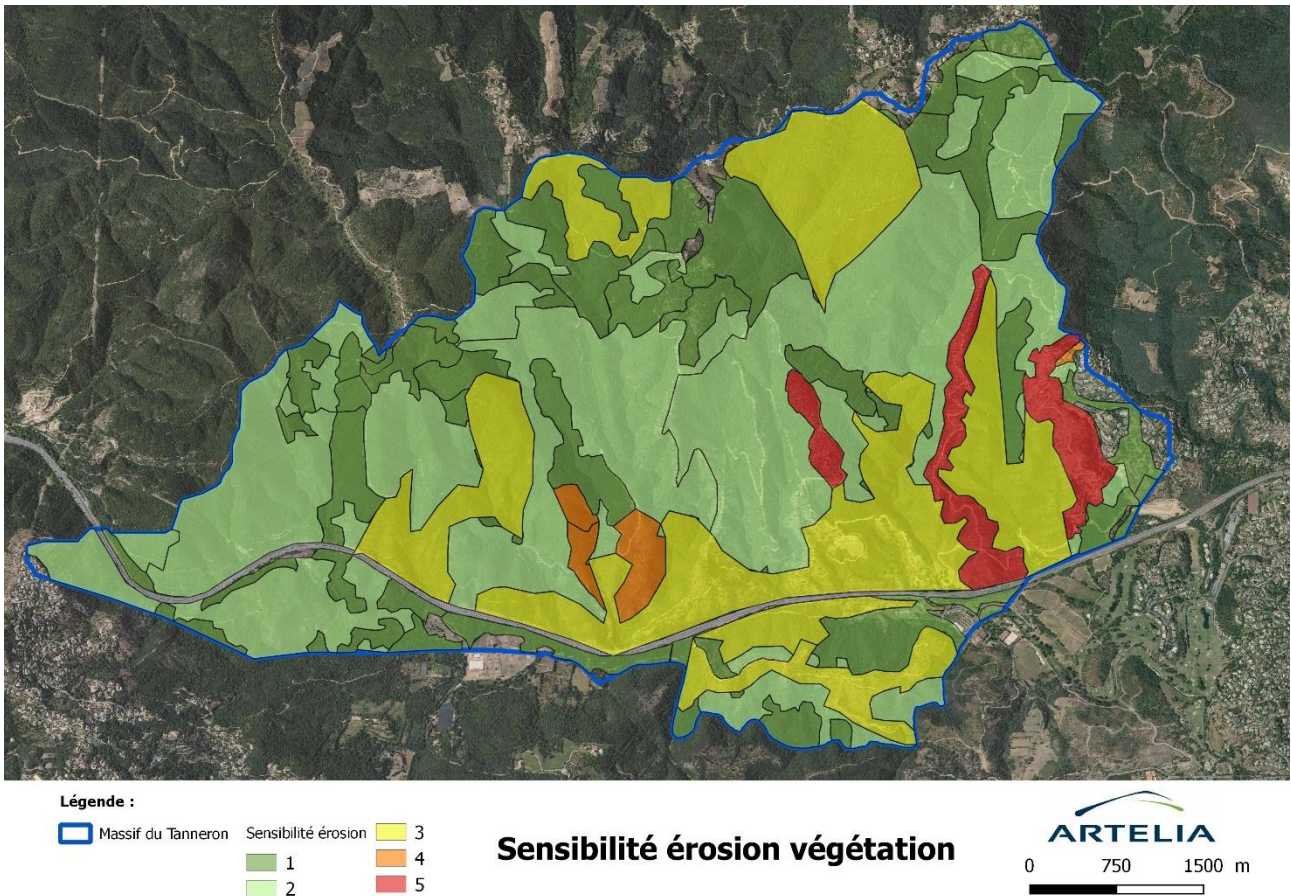 Légende :
Massif du Tanneron
Sensibilité érosion
1
2
3
4
5
Sensibilité érosion végétation
ARTELIA
0 750 1500 m